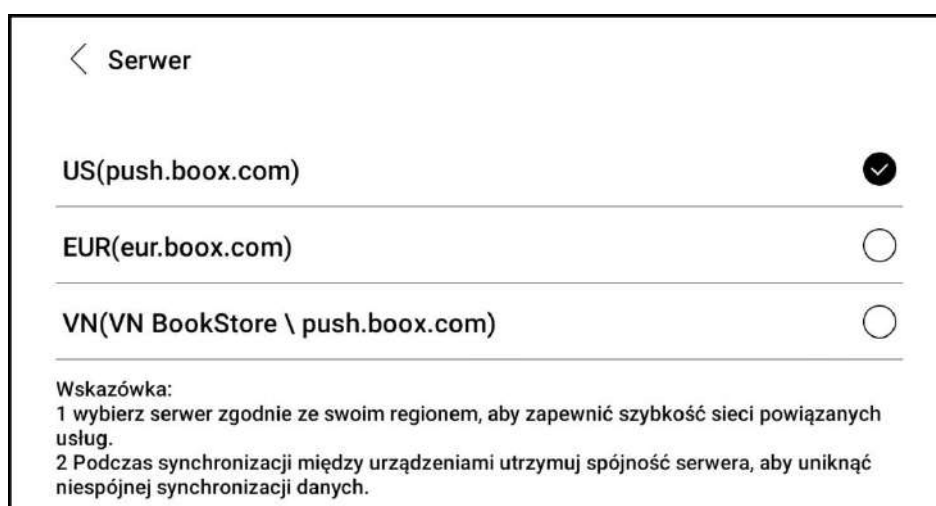 Serwer
US(push.boox.com)
EUR(eur.boox.com)
VN(VN BookStore \ push.boox.com)
Wskazówka:
1 wybierz serwer zgodnie ze swoim regionem, aby zapewnić szybkość sieci powiązanych
usług.
2 Podczas synchronizacji między urządzeniami utrzymuj spójność serwera, aby uniknąć
niespójnej synchronizacji danych.